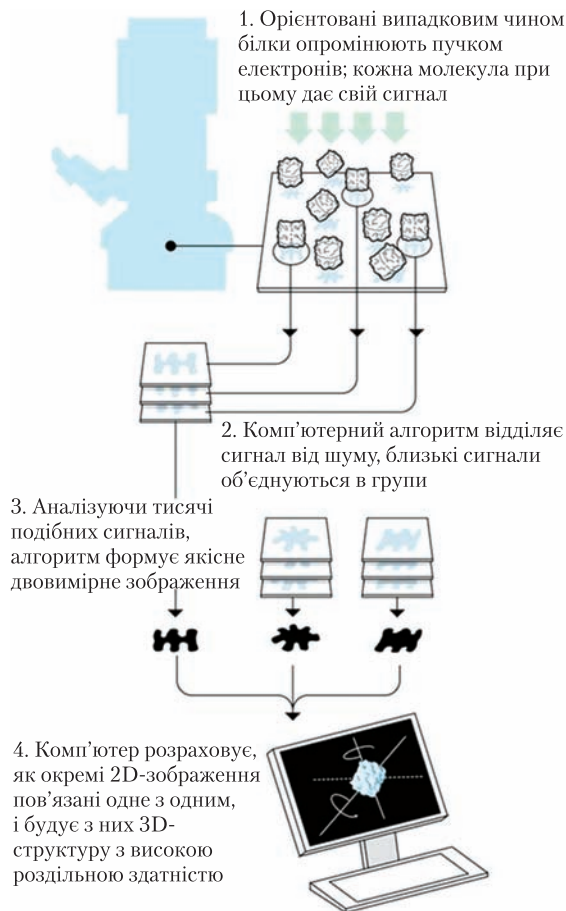 1. Орієнтовані випадковим чином
білки опромінюють пучком
електронів; кожна молекула при
цьому дає свій сигнал
2. Комп’ютерний алгоритм відділяє
сигнал від шуму, близькі сигнали
об’єднуються в групи
3. Аналізуючи тисячі
подібних сигналів,
алгоритм формує якісне
двовимірне зображення
4. Комп’ютер розраховує,
як окремі 2D-зображення
пов’язані одне з одним,
і будує з них 3D-
структуру з високою
роздільною здатністю